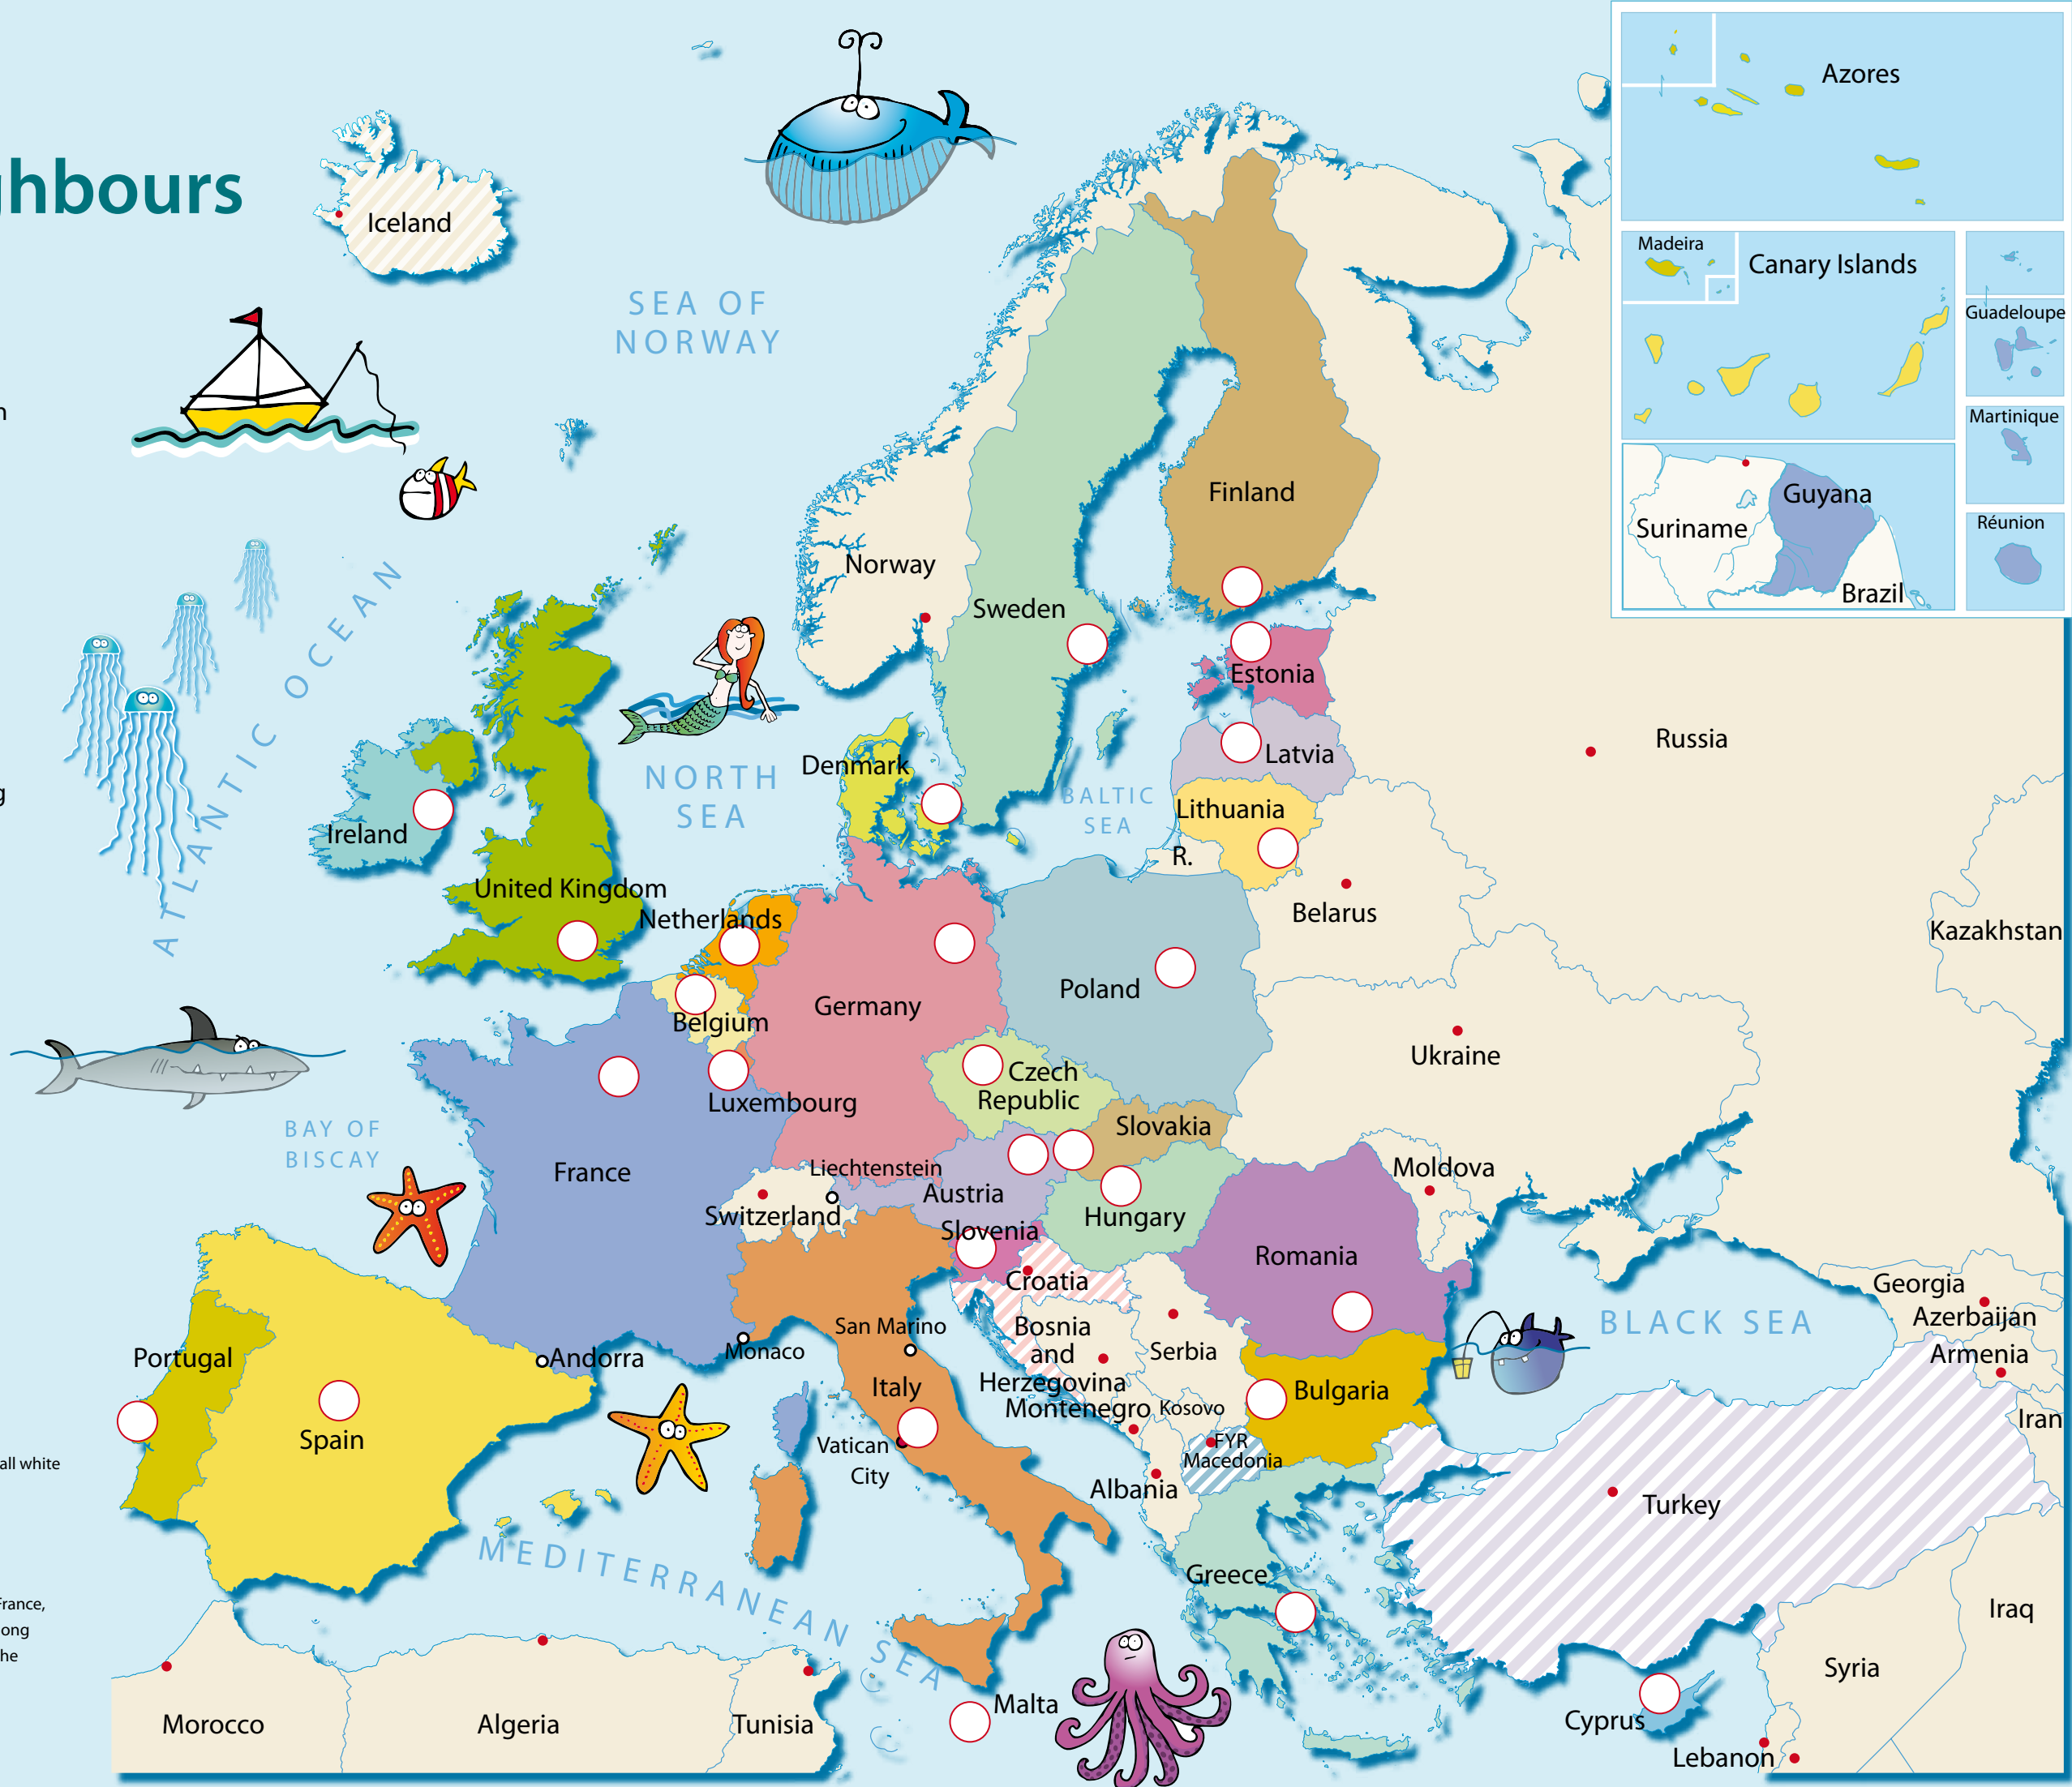 ghbours
Iceland
SEA OF
NORWAY
n
ATLANTIC OCEAN
g
Norway
Sweden
Finland
Estonia
Latvia
Lithuania
R.
Russia
Denmark
NORTH
SEA
BALTIC
SEA
Ireland
United Kingdom
Netherlands
Belgium
Germany
Poland
Belarus
Kazakhstan
Luxembourg
Czech
Republic
Slovakia
Ukraine
BAY OF
BISCAY
France
Liechtenstein
Switzerland
Austria
Hungary
Moldova
Slovenia
Croatia
Romania
BLACK SEA
Georgia
Azerbaijan
Armenia
Iran
Portugal
Spain
Andorra
Monaco
San Marino
Italy
Vatican
City
Bosnia
and
Herzegovina
Montenegro
Serbia
Kosovo
Bulgaria
FYR
Macedonia
Albania
Greece
Turkey
all white
France,
ong
he
MEDITERRANEAN SEA
Morocco
Algeria
Tunisia
Malta
Cyprus
Lebanon
Syria
Iraq
Azores
Madeira
Canary Islands
Guadeloupe
Martinique
Réunion
Suriname
Guyana
Brazil